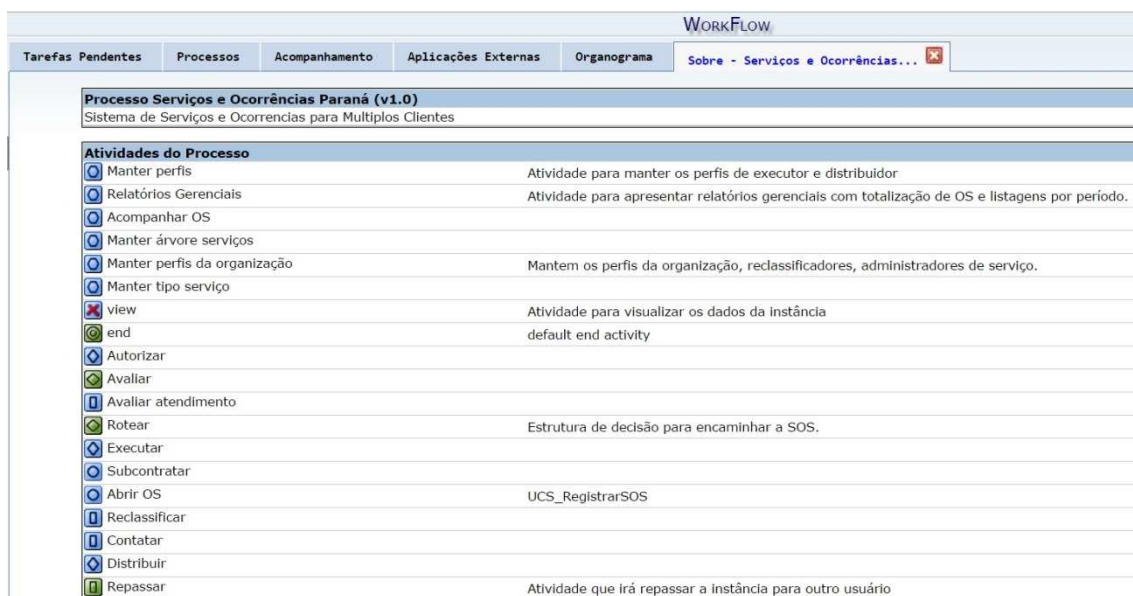 WorkFlow
Tarefas Pendentes Processos Acompanhamento Aplicações Externas Organograma Sobre - Serviços e Ocorrências...
Processo Serviços e Ocorrências Paraná (v1.0)
Sistema de Serviços e Ocorrencias para Multiplos Clientes
Atividades do Processo
Manter perfis Atividade para manter os perfis de executor e distribuidor
Relatórios Gerenciais Atividade para apresentar relatórios gerenciais com totalização de OS e listagens por período.
Acompanhar OS
Manter árvore serviços
Manter perfis da organização Mantem os perfis da organização, reclassificadores, administradores de serviço.
Manter tipo serviço
view Atividade para visualizar os dados da instância
end default end activity
Autorizar
Avaliar
Avaliar atendimento
Rotear Estrutura de decisão para encaminhar a SOS.
Executar
Subcontratar
Abrir OS UCS_RegistrarSOS
Reclassificar
Contatar
Distribuir
Repassar Atividade que irá repassar a instância para outro usuário